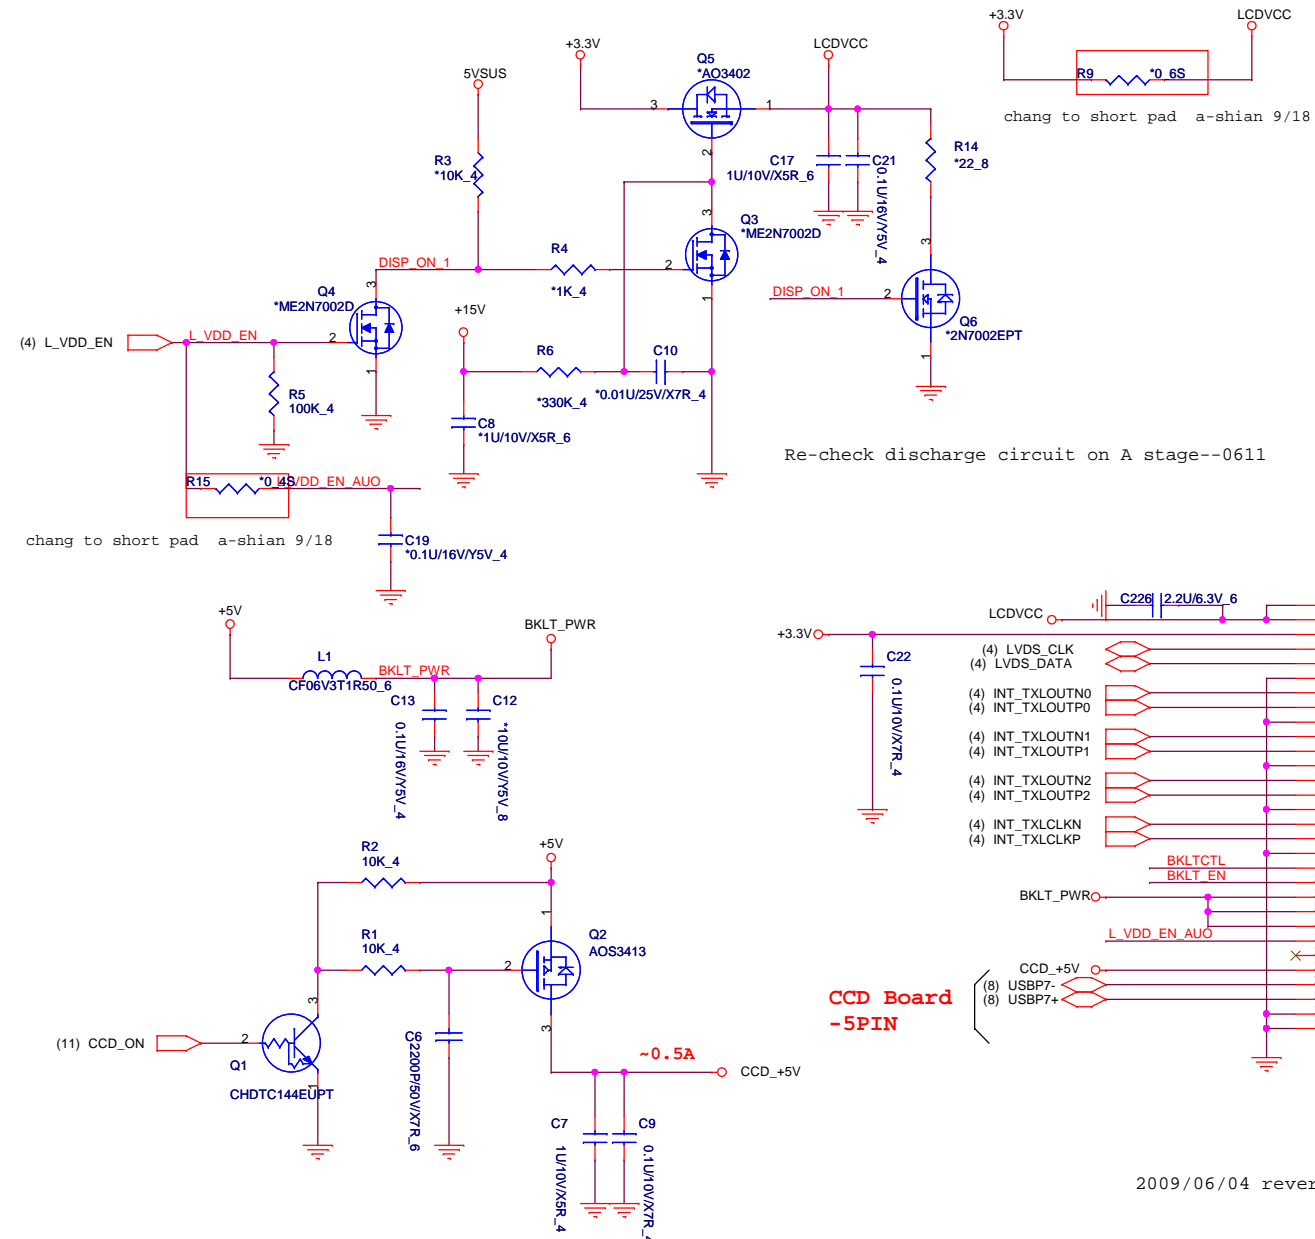 +3.3V
LCDVCC
R9
*0_6S
chang to short pad  a-shian 9/18
+3.3V
Q5
*AO3402
LCDVCC
3
1
2
5VSUS
R3
*10K_4
C17
1U/10V/X5R_6
C21
0.1U/16V/Y5V_4
R14
*22_8
DISP_ON_1
R4
*1K_4
3
Q3
*ME2N7002D
2
1
Q4
*ME2N7002D
3
2
1
(4) L_VDD_EN
L_VDD_EN
R5
100K_4
+15V
R6
*330K_4
C10
*0.01U/25V/X7R_4
C8
*1U/10V/X5R_6
DISP_ON_1
3
2
Q6
*2N7002EPT
1
Re-check discharge circuit on A stage--0611
R15
*0_4S
L_VDD_EN_AUO
chang to short pad  a-shian 9/18
C19
*0.1U/16V/Y5V_4
+5V
L1
CF06V3T1R50_6
BKLT_PWR
BKLT_PWR
C13
0.1U/16V/Y5V_4
C12
*10U/10V/Y5V_8
LCDVCC
C226
2.2U/6.3V_6
+3.3V
C22
0.1U/10V/X7R_4
(4) LVDS_CLK
(4) LVDS_DATA
(4) INT_TXLOUTN0
(4) INT_TXLOUTP0
(4) INT_TXLOUTN1
(4) INT_TXLOUTP1
(4) INT_TXLOUTN2
(4) INT_TXLOUTP2
(4) INT_TXLCLKN
(4) INT_TXLCLKP
BKLTCTL
BKLT_EN
BKLT_PWR
L_VDD_EN_AUO
CCD_+5V
(8) USBP7-
(8) USBP7+
CCD Board
-5PIN
R2
10K_4
+5V
R1
10K_4
1
Q2
AOS3413
2
3
(11) CCD_ON
3
2
Q1
1
CHDTC144EUPT
C6
2200P/50V/X7R_6
~0.5A
CCD_+5V
C7
1U/10V/X5R_4
C9
0.1U/10V/X7R_4
2009/06/04 rever